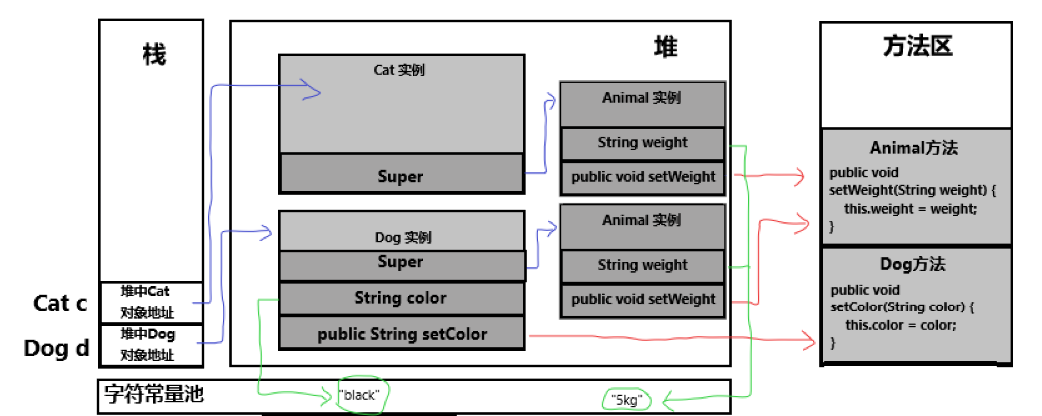 栈
堆
方法区
Cat 实例
Super
Animal 实例
String weight
public void setWeight
Dog 实例
Super
String color
public String setColor
Animal 实例
String weight
public void setWeight
Animal方法
public void
setWeight(String weight) {
this.weight = weight;
}
Dog方法
public void
setColor(String color) {
this.color = color;
}
Cat c
堆中Cat
对象地址
Dog d
堆中Dog
对象地址
字符常量池
"black"
"5kg"